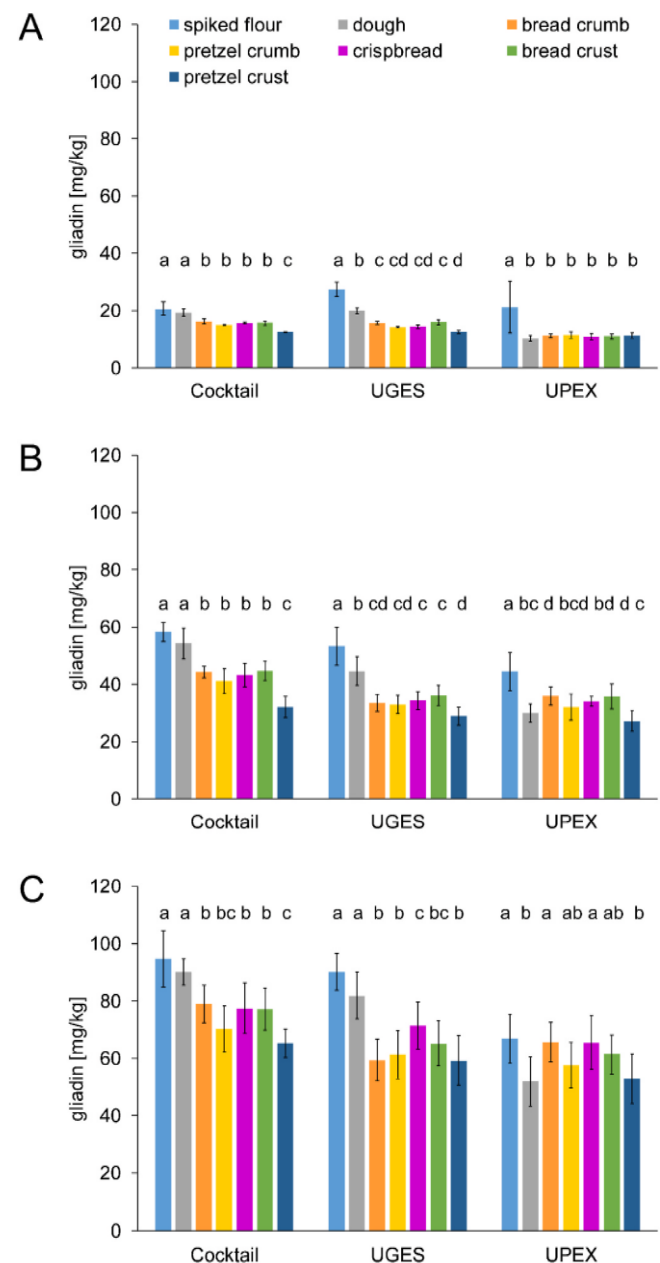 A
spiked flour dough bread crumb
pretzel crumb crispbread bread crust
pretzel crust
gliadin [mg/kg]
120
100
80
60
40
20
0
a a b b b b c a b c cd cd c d a b b b b b b
Cocktail UGES UPEX
B
gliadin [mg/kg]
120
100
80
60
40
20
0
a a b b b b c a b cd cd c c d a bc d bcd bd d c
Cocktail UGES UPEX
C
gliadin [mg/kg]
120
100
80
60
40
20
0
a a b bc b b c a a b b c bc b a b a ab a ab b
Cocktail UGES UPEX